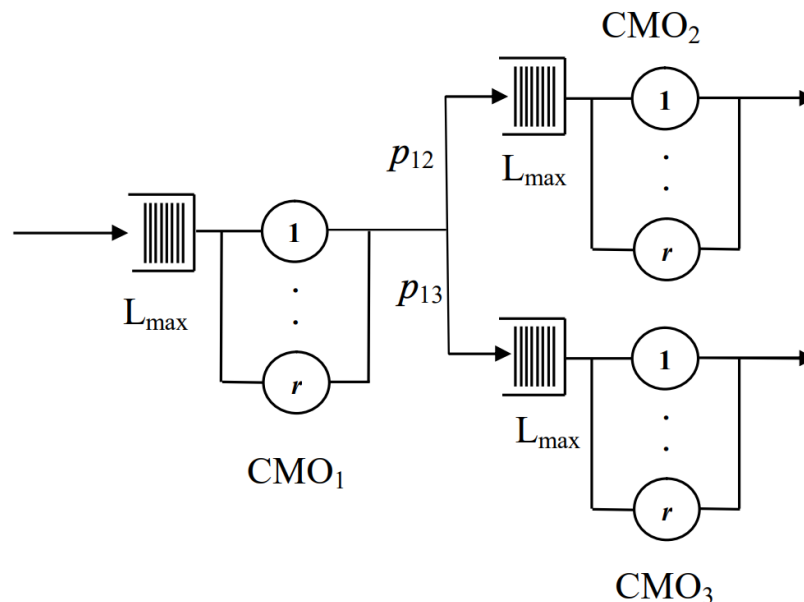 CMO₂
1
.
.
r
Lmax
p₁₂
1
.
.
r
Lmax
CMO₁
p₁₃
1
.
.
r
Lmax
CMO₃